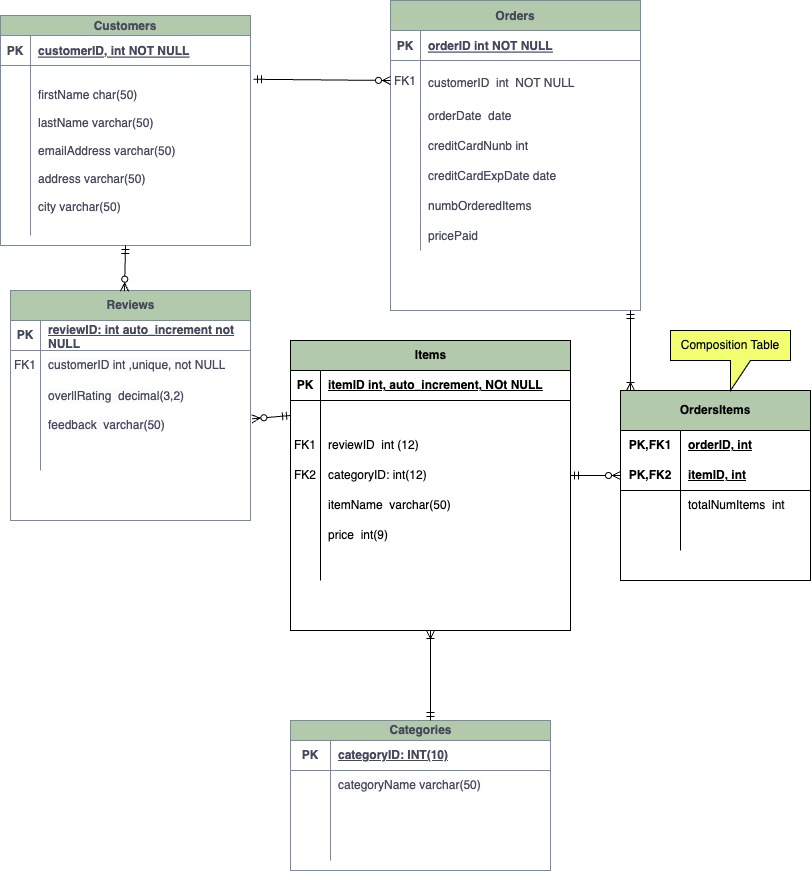 Customers
PK customerID, int NOT NULL
firstName char(50)
lastName varchar(50)
emailAddress varchar(50)
address varchar(50)
city varchar(50)
Orders
PK orderID int NOT NULL
FK1 customerID int NOT NULL
orderDate date
creditCardNunb int
creditCardExpDate date
numbOrderedItems
pricePaid
Reviews
PK reviewID: int auto_increment not
NULL
FK1 customerID int ,unique, not NULL
overllRating decimal(3,2)
feedback varchar(50)
Items
PK itemID int, auto_increment, NOt NULL
FK1 reviewID int (12)
FK2 categoryID: int(12)
itemName varchar(50)
price int(9)
Composition Table
OrdersItems
PK,FK1 orderID, int
PK,FK2 itemID, int
totalNumItems int
Categories
PK categoryID: INT(10)
categoryName varchar(50)